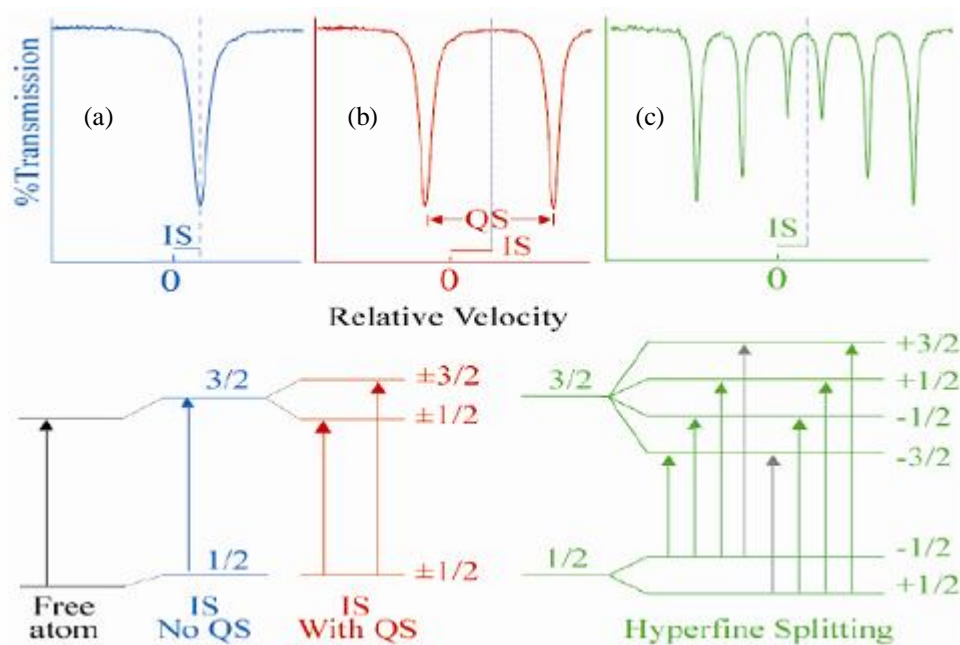 %Transmission
(a)
IS
0
(b)
QS
IS
0
(c)
IS
0
Relative Velocity
Free
atom
3/2
1/2
IS
No QS
±3/2
±1/2
±1/2
IS
With QS
3/2
1/2
+3/2
+1/2
-1/2
-3/2
-1/2
+1/2
Hyperfine Splitting